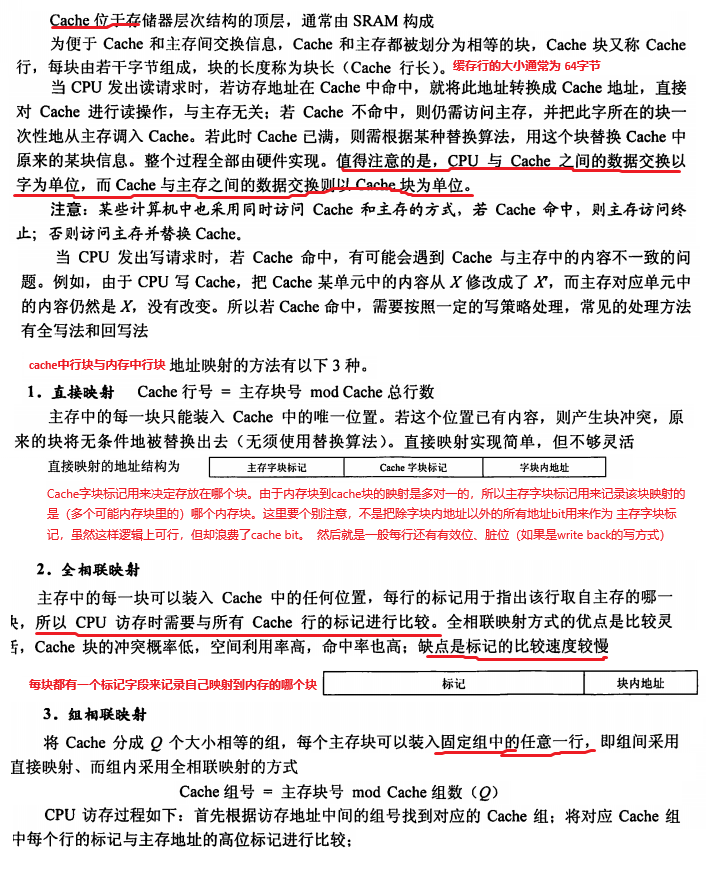 Cache 位于存储器层次结构的顶层，通常由 SRAM 构成
为便于 Cache 和主存间交换信息，Cache 和主存都被划分为相等的块，Cache 块又称 Cache
行，每块由若干字节组成，块的长度称为块长（Cache 行长）。缓存行的大小通常为 64字节
当 CPU 发出读请求时，若访存地址在 Cache 中命中，就将此地址转换成 Cache 地址，直接
对 Cache 进行读操作，与主存无关；若 Cache 不命中，则仍需访问主存，并把此字所在的块一
次性地从主存调入 Cache。若此时 Cache 已满，则需根据某种替换算法，用这个块替换 Cache 中
原来的某块信息。整个过程全部由硬件实现。值得注意的是，CPU 与 Cache 之间的数据交换以
字为单位，而 Cache 与主存之间的数据交换则以 Cache 块为单位。
注意：某些计算机中也采用同时访问 Cache 和主存的方式，若 Cache 命中，则主存访问终
止；否则访问主存并替换 Cache。
当 CPU 发出写请求时，若 Cache 命中，有可能会遇到 Cache 与主存中的内容不一致的问
题。例如，由于 CPU 写 Cache，把 Cache 某单元中的内容从 X 修改成了 X′，而主存对应单元中
的内容仍然是 X，没有改变。所以若 Cache 命中，需要按照一定的写策略处理，常见的处理方法
有全写法和回写法
cache中行块与内存中行块 地址映射的方法有以下 3 种。
1．直接映射 Cache 行号 = 主存块号 mod Cache 总行数
主存中的每一块只能装入 Cache 中的唯一位置。若这个位置已有内容，则产生块冲突，原
来的块将无条件地被替换出去（无须使用替换算法）。直接映射实现简单，但不够灵活
直接映射的地址结构为 主存字块标记 Cache 字块标记 字块内地址
Cache字块标记用来决定存放在哪个块。由于内存块到cache块的映射是多对一的，所以主存字块标记用来记录该块映射的
是（多个可能内存块里的）哪个内存块。这里要个别注意，不是把除字块内地址以外的所有地址bit用来作为 主存字块标
记，虽然这样逻辑上可行，但却浪费了cache bit。 然后就是一般每行还有有效位、脏位（如果是write back的写方式）
2．全相联映射
主存中的每一块可以装入 Cache 中的任何位置，每行的标记用于指出该行取自主存的哪一
块，所以 CPU 访存时需要与所有 Cache 行的标记进行比较。全相联映射方式的优点是比较灵
活，Cache 块的冲突概率低，空间利用率高，命中率也高；缺点是标记的比较速度较慢
每块都有一个标记字段来记录自己映射到内存的哪个块 标记 块内地址
3．组相联映射
将 Cache 分成 Q 个大小相等的组，每个主存块可以装入固定组中的任意一行，即组间采用
直接映射、而组内采用全相联映射的方式
Cache 组号 = 主存块号 mod Cache 组数（Q）
CPU 访存过程如下：首先根据访存地址中间的组号找到对应的 Cache 组；将对应 Cache 组
中每个行的标记与主存地址的高位标记进行比较；